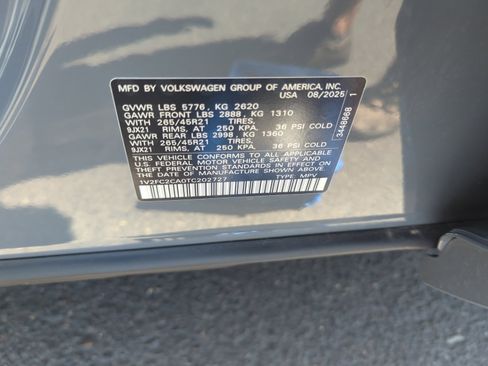 MFD BY VOLKSWAGEN GROUP OF AMERICA, INC.
USA 08/2025
GVWR LBS 5776, KG 2620
GAWR FRONT LBS 2888, KG 1310
WITH 265/45R21 TIRES,
9JX21 RIMS, AT 250 KPA, 36 PSI COLD
GAWR REAR LBS 2998, KG 1360
WITH 265/45R21 TIRES,
9JX21 RIMS, AT 250 KPA, 36 PSI COLD
THIS VEHICLE CONFORMS TO ALL APPLICABLE
U.S. FEDERAL MOTOR VEHICLE SAFETY AND
THEFT PREVENTION STANDARDS IN EFFECT
ON THE DATE OF MANUFACTURE SHOWN ABOVE.
1V2FC2CA0TC202727 TYPE: MPV
3448668 1